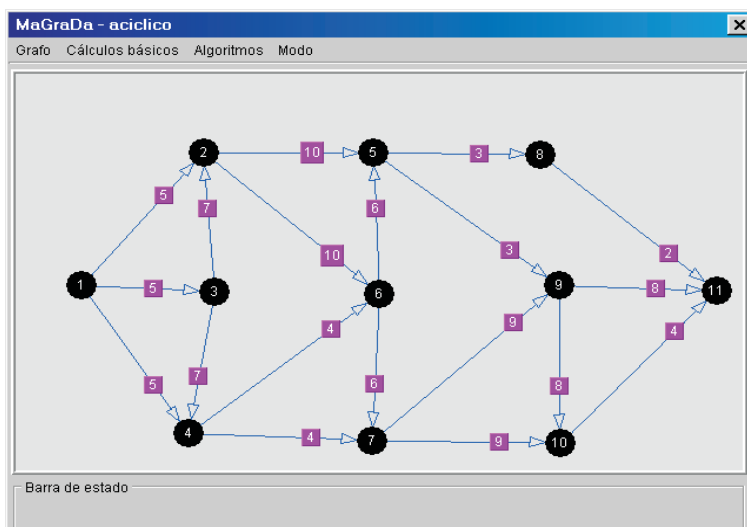 MaGraDa - acíclico
Grafo Cálculos básicos Algoritmos Modo
2 10 5 3 8
5 7 6
10 3 2
1 5 3 6 9 8 11
4 9 4
5 7 6 8
4 4 7 9 10
Barra de estado